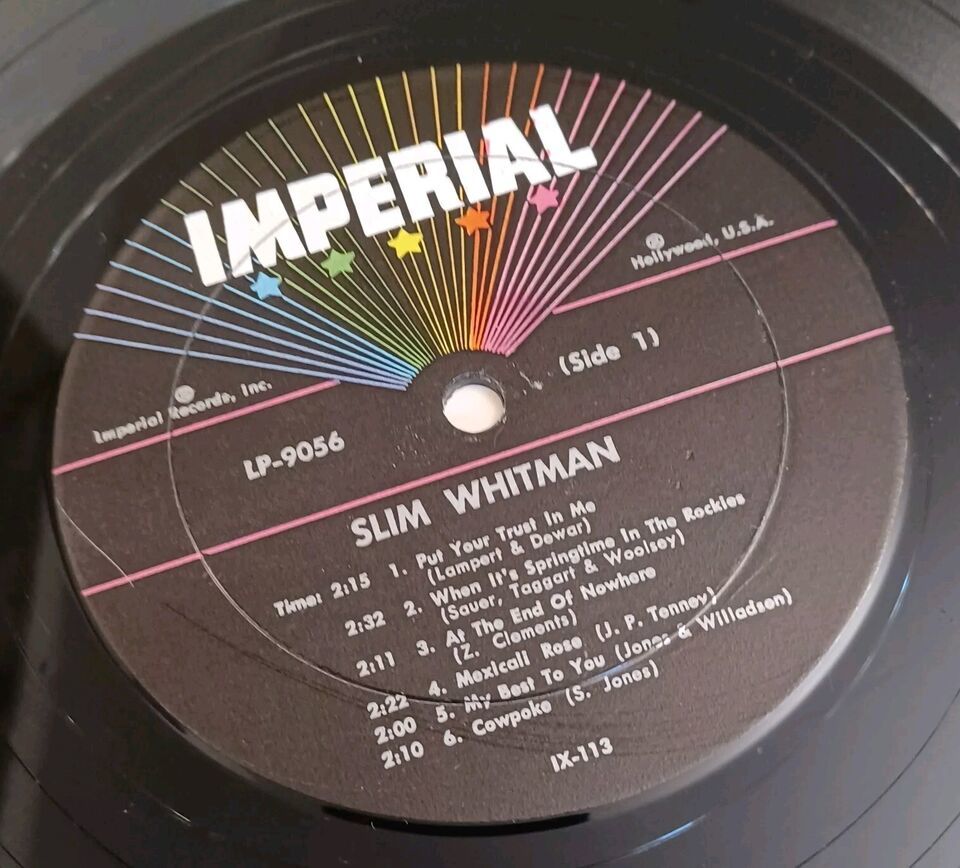 IMPERIAL
Hollywood, U.S.A.
Imperial Records, Inc.
(Side 1)
LP-9056
SLIM WHITMAN
Time: 2:15 1. Put Your Trust In Me
(Lampert & Dewar)
2:32 2. When It's Springtime In The Rockies
(Sauer, Taggart & Woolsey)
2:11 3. At The End Of Nowhere
(Z. Clements)
2:22 4. Mexicali Rose (J. P. Tenney)
2:00 5. My Best To You (Jones & Willadsen)
2:10 6. Cowpoke (S. Jones)
IX-113